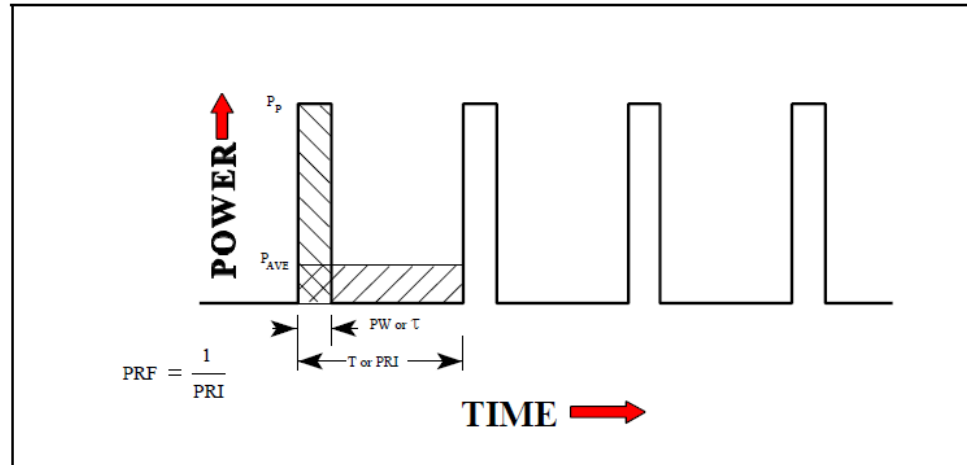 POWER
P_P
P_AVE
PW or τ
T or PRI
PRF = 1/PRI
TIME